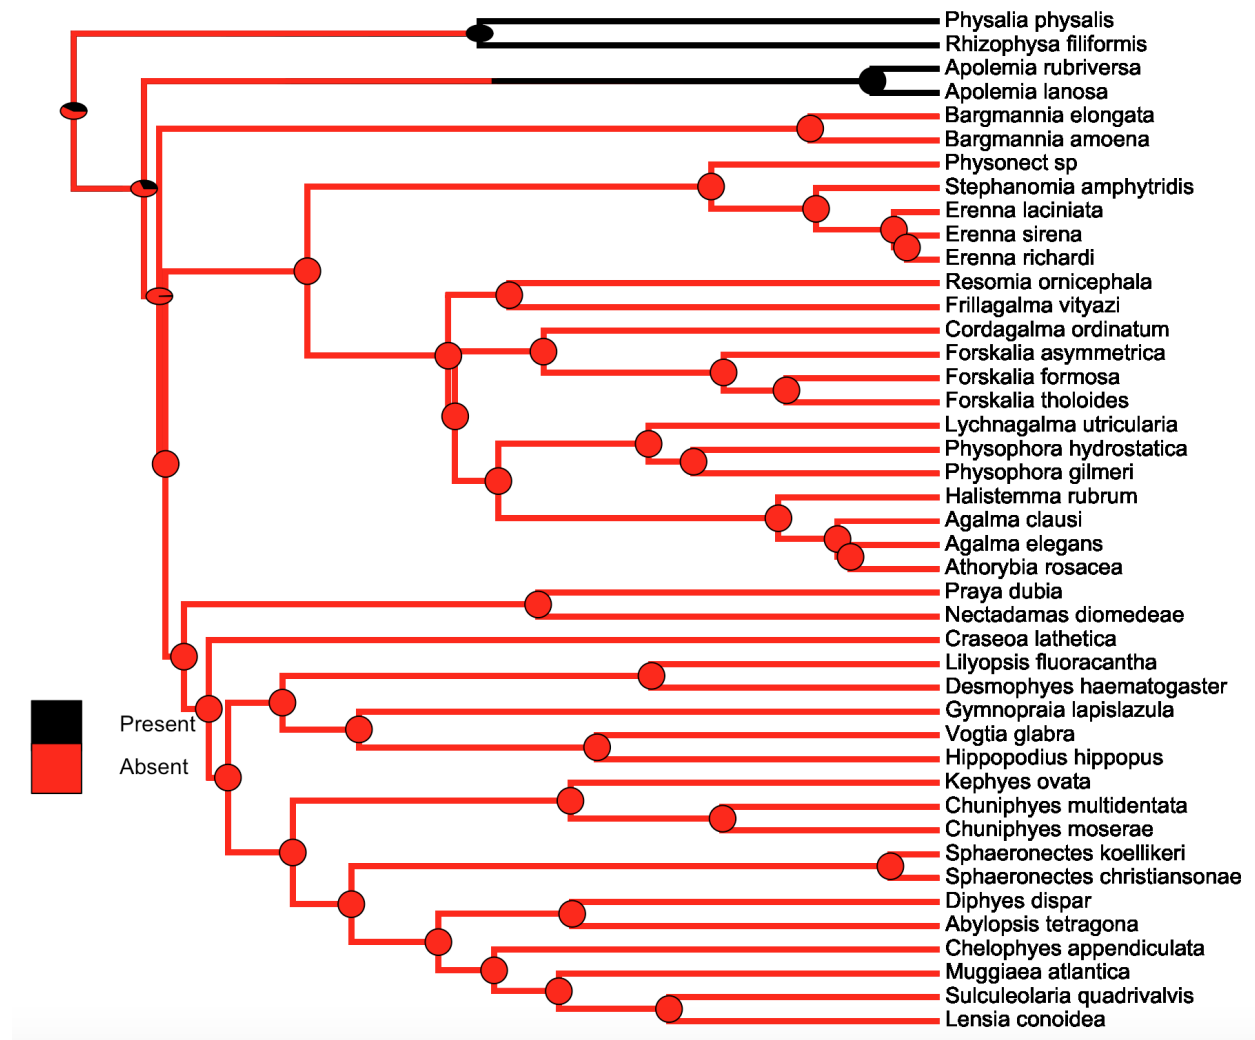 Physalia physalis
Rhizophysa filiformis
Apolemia rubriversa
Apolemia lanosa
Bargmannia elongata
Bargmannia amoena
Physonect sp
Stephanomia amphytridis
Erenna laciniata
Erenna sirena
Erenna richardi
Resomia ornicephala
Frillagalma vityazi
Cordagalma ordinatum
Forskalia asymmetrica
Forskalia formosa
Forskalia tholoides
Lychnagalma utricularia
Physophora hydrostatica
Physophora gilmeri
Halistemma rubrum
Agalma clausi
Agalma elegans
Athorybia rosacea
Praya dubia
Nectadamas diomedeae
Craseoa lathetica
Lilyopsis fluoracantha
Desmophyes haematogaster
Gymnopraia lapislazula
Vogtia glabra
Hippopodius hippopus
Kephyes ovata
Chuniphyes multidentata
Chuniphyes moserae
Sphaeronectes koellikeri
Sphaeronectes christiansonae
Diphyes dispar
Abylopsis tetragona
Chelophyes appendiculata
Muggiaea atlantica
Sulculeolaria quadrivalvis
Lensia conoidea
Present
Absent